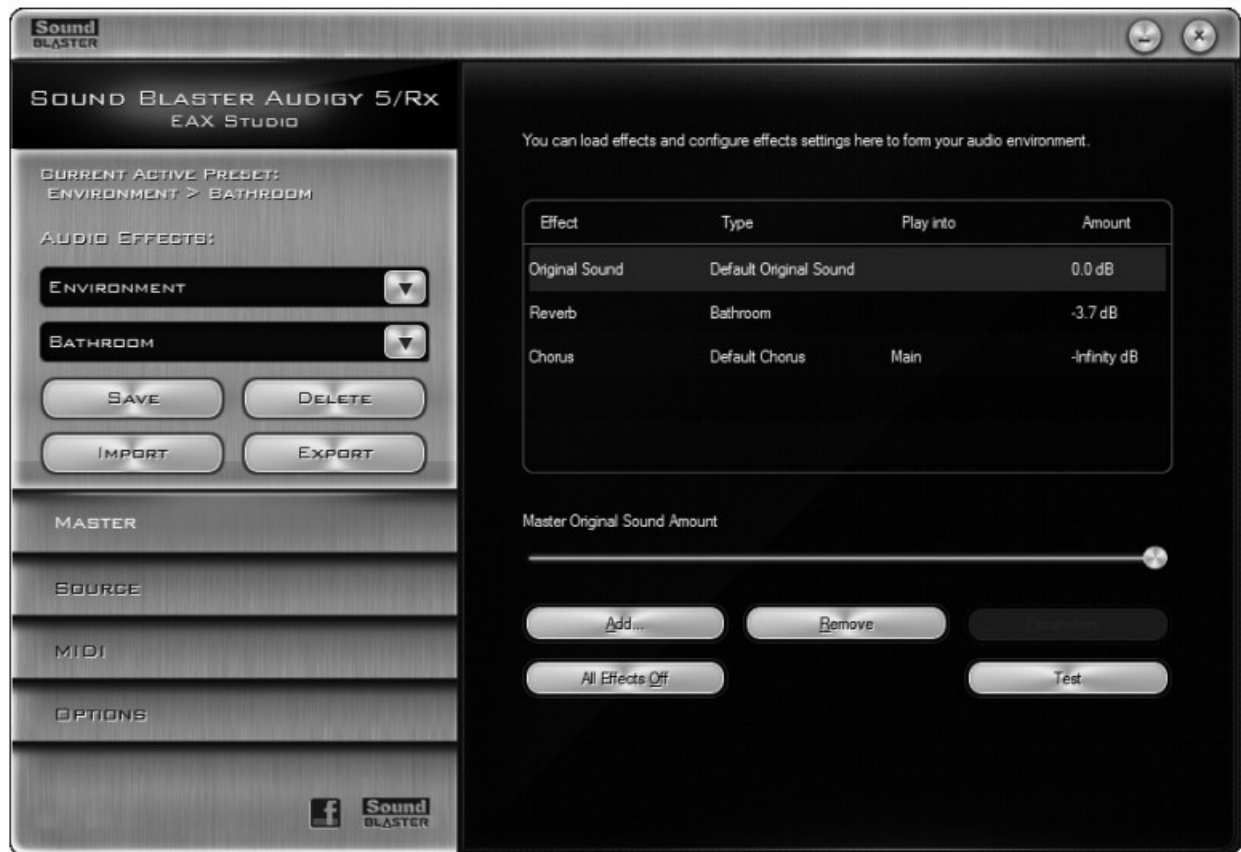 Sound
BLASTER
SOUND BLASTER AUDIGY 5/RX
EAX STUDIO
CURRENT ACTIVE PRESET:
ENVIRONMENT > BATHROOM
AUDIO EFFECTS:
ENVIRONMENT
BATHROOM
SAVE DELETE
IMPORT EXPORT
MASTER
SOURCE
MIDI
OPTIONS
f Sound
BLASTER
You can load effects and configure effects settings here to form your audio environment.
Effect Type Play into Amount
Original Sound Default Original Sound 0.0 dB
Reverb Bathroom -3.7 dB
Chorus Default Chorus Main -Infinity dB
Master Original Sound Amount
Add... Remove
All Effects Off Test